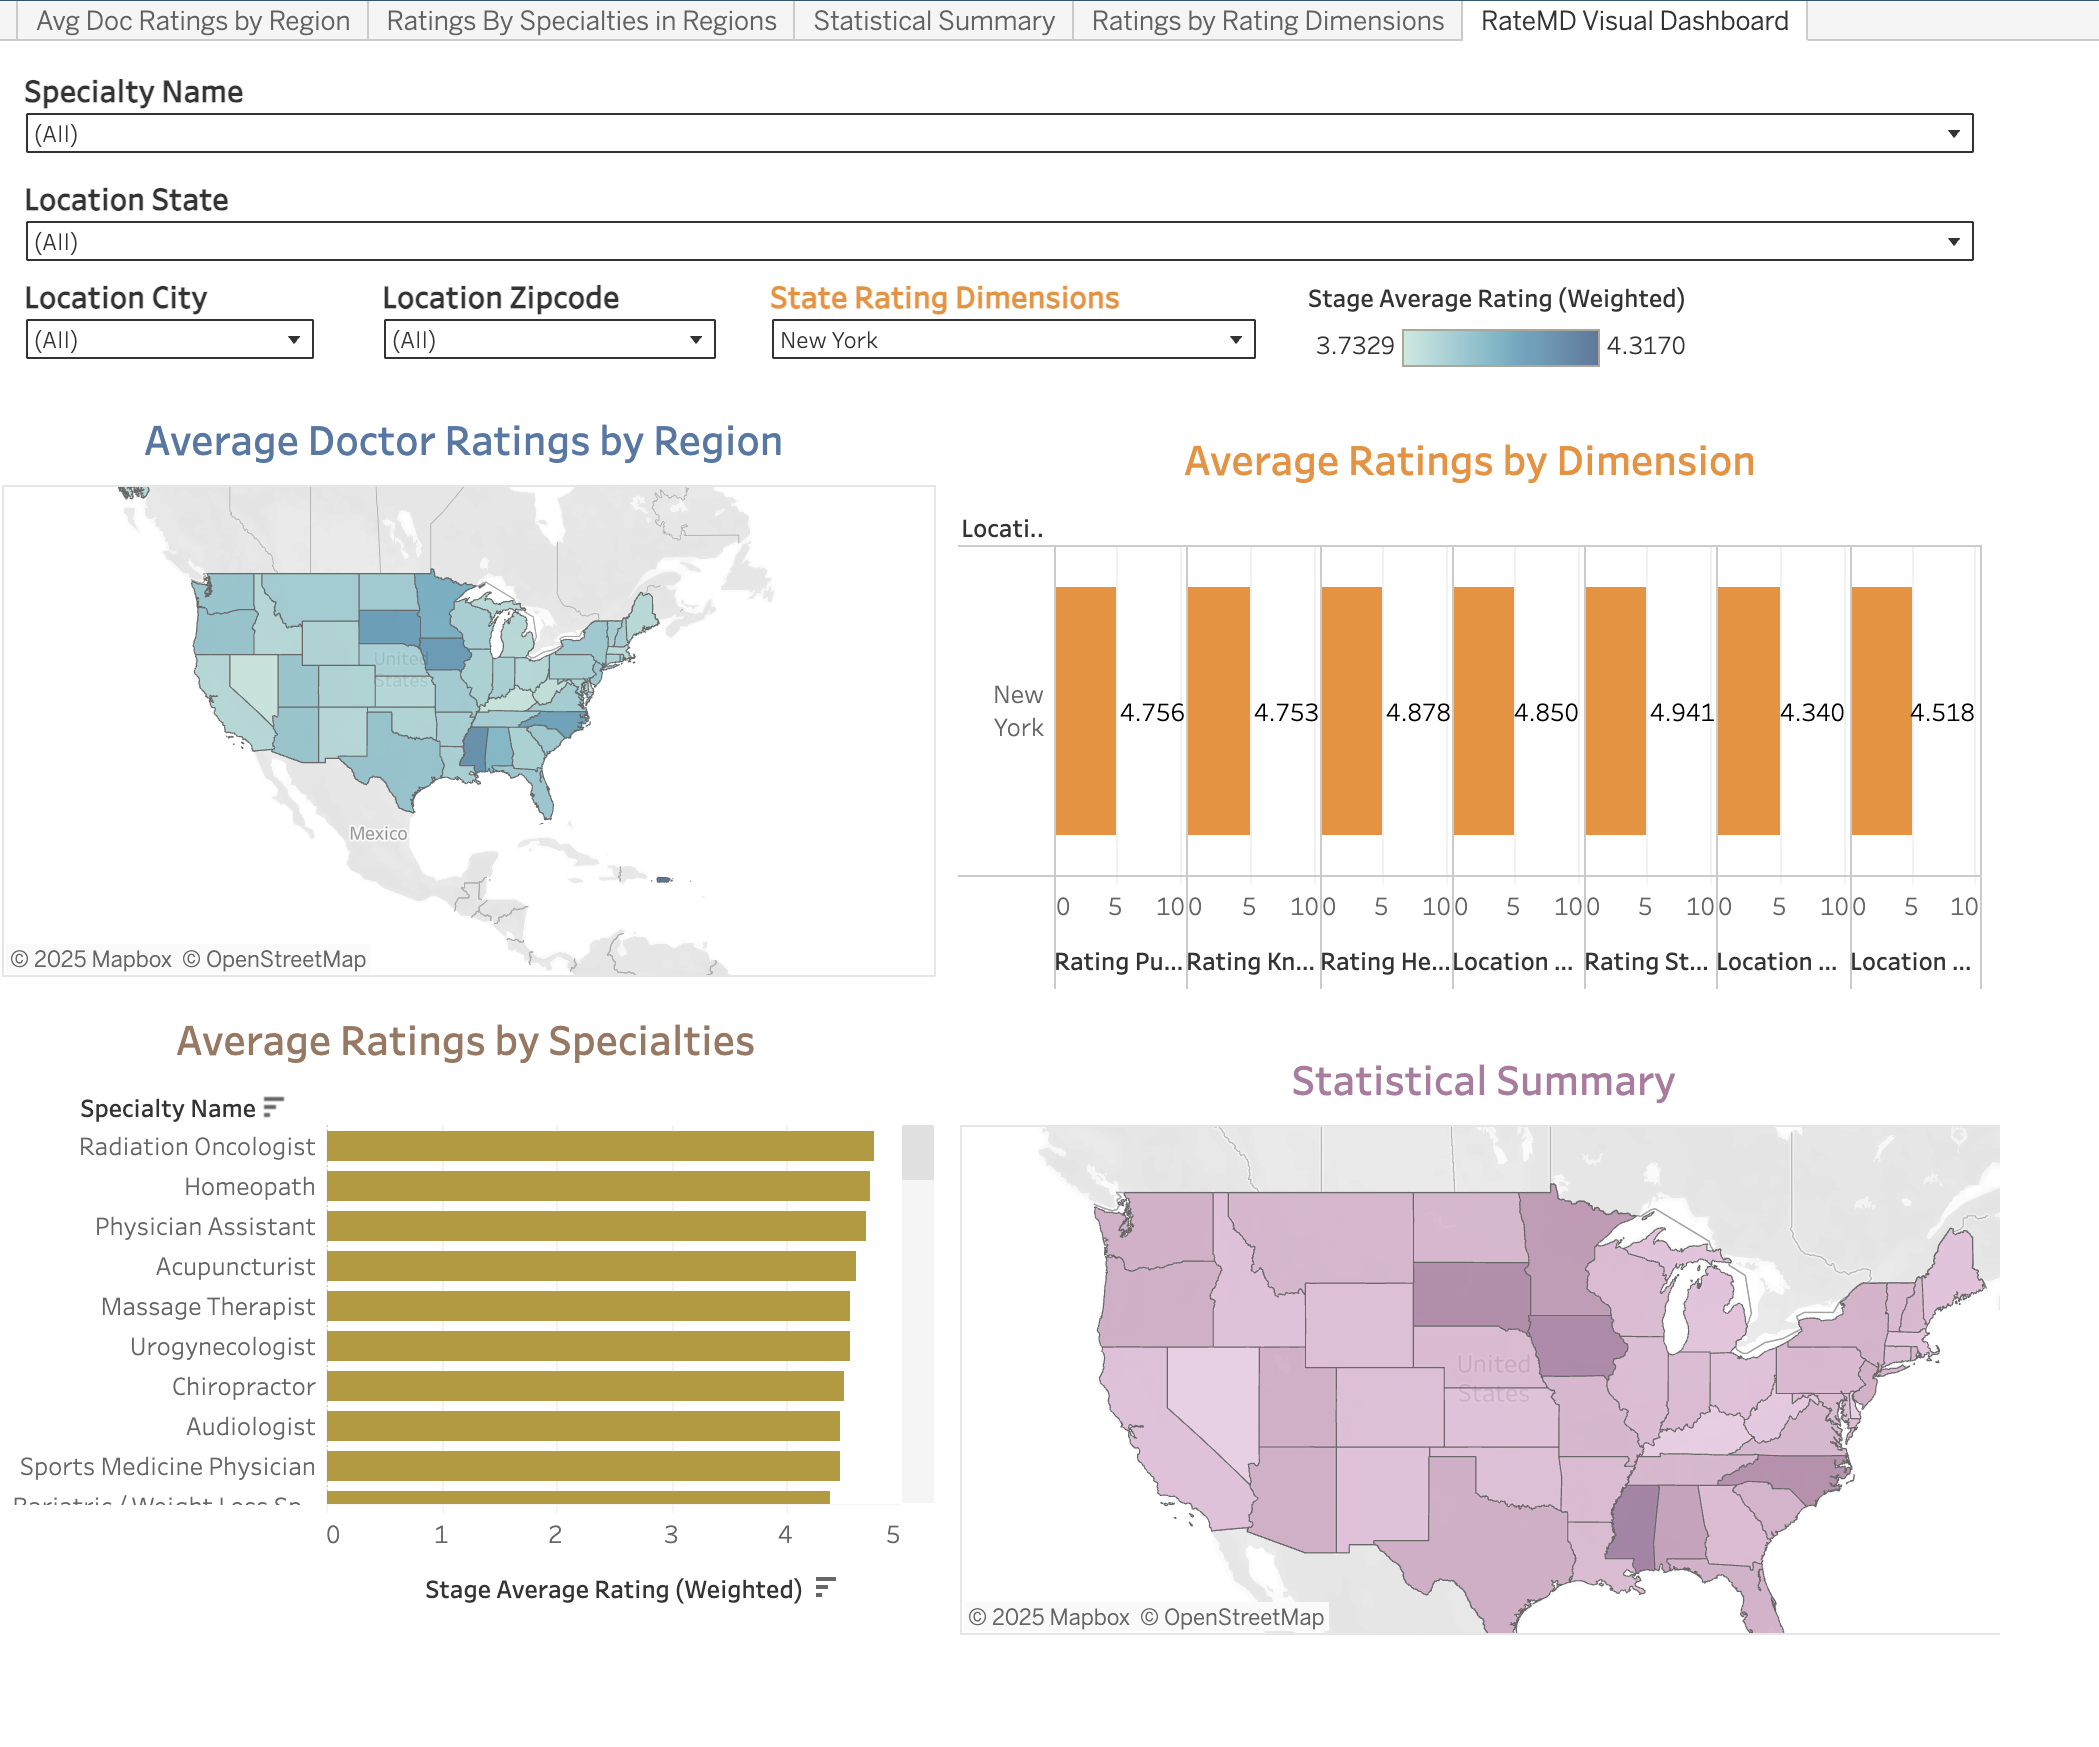 Avg Doc Ratings by Region
Ratings By Specialties in Regions
Statistical Summary
Ratings by Rating Dimensions
RateMD Visual Dashboard
Specialty Name
(All)
Location State
(All)
Location City
(All)
Location Zipcode
(All)
State Rating Dimensions
New York
Stage Average Rating (Weighted)
3.7329
4.3170
Average Doctor Ratings by Region
United
States
Mexico
© 2025 Mapbox © OpenStreetMap
Average Ratings by Dimension
Locati..
New
York
4.756
4.753
4.878
4.850
4.941
4.340
4.518
0 5 10
0 5 10
0 5 10
0 5 10
0 5 10
0 5 10
0 5 10
Rating Pu...
Rating Kn...
Rating He...
Location ...
Rating St...
Location ...
Location ...
Average Ratings by Specialties
Specialty Name
Radiation Oncologist
Homeopath
Physician Assistant
Acupuncturist
Massage Therapist
Urogynecologist
Chiropractor
Audiologist
Sports Medicine Physician
Bariatric / Weight Loss Sp..
0 1 2 3 4 5
Stage Average Rating (Weighted)
Statistical Summary
United
States
© 2025 Mapbox © OpenStreetMap